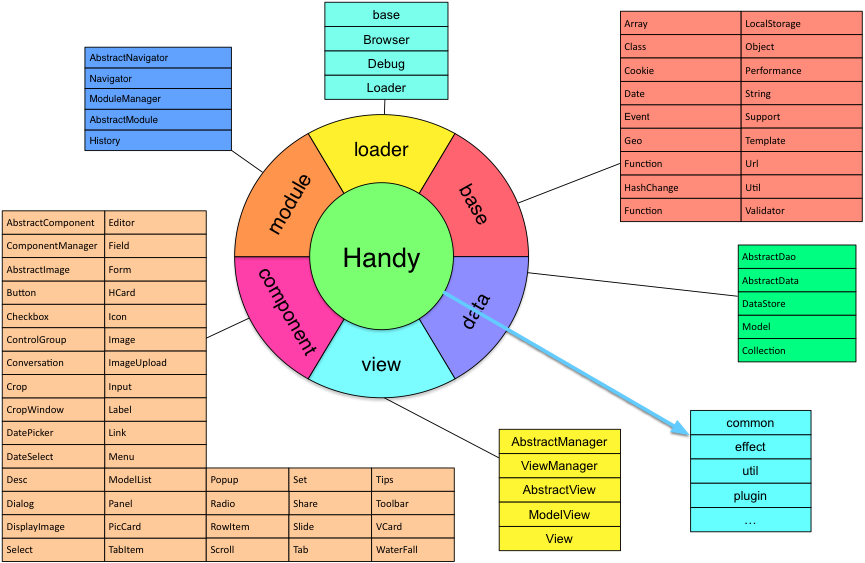 base
Browser
Debug
Loader
AbstractNavigator
Navigator
ModuleManager
AbstractModule
History
Array LocalStorage
Class Object
Cookie Performance
Date String
Event Support
Geo Template
Function Url
HashChange Util
Function Validator
loader
module
base
Handy
component
data
view
AbstractComponent Editor
ComponentManager Field
AbstractImage Form
Button HCard
Checkbox Icon
ControlGroup Image
Conversation ImageUpload
Crop Input
CropWindow Label
DatePicker Link
DateSelect Menu
Desc ModelList Popup Set Tips
Dialog Panel Radio Share Toolbar
DisplayImage PicCard RowItem Slide VCard
Select TabItem Scroll Tab WaterFall
AbstractDao
AbstractData
DataStore
Model
Collection
AbstractManager
ViewManager
AbstractView
ModelView
View
common
effect
util
plugin
…